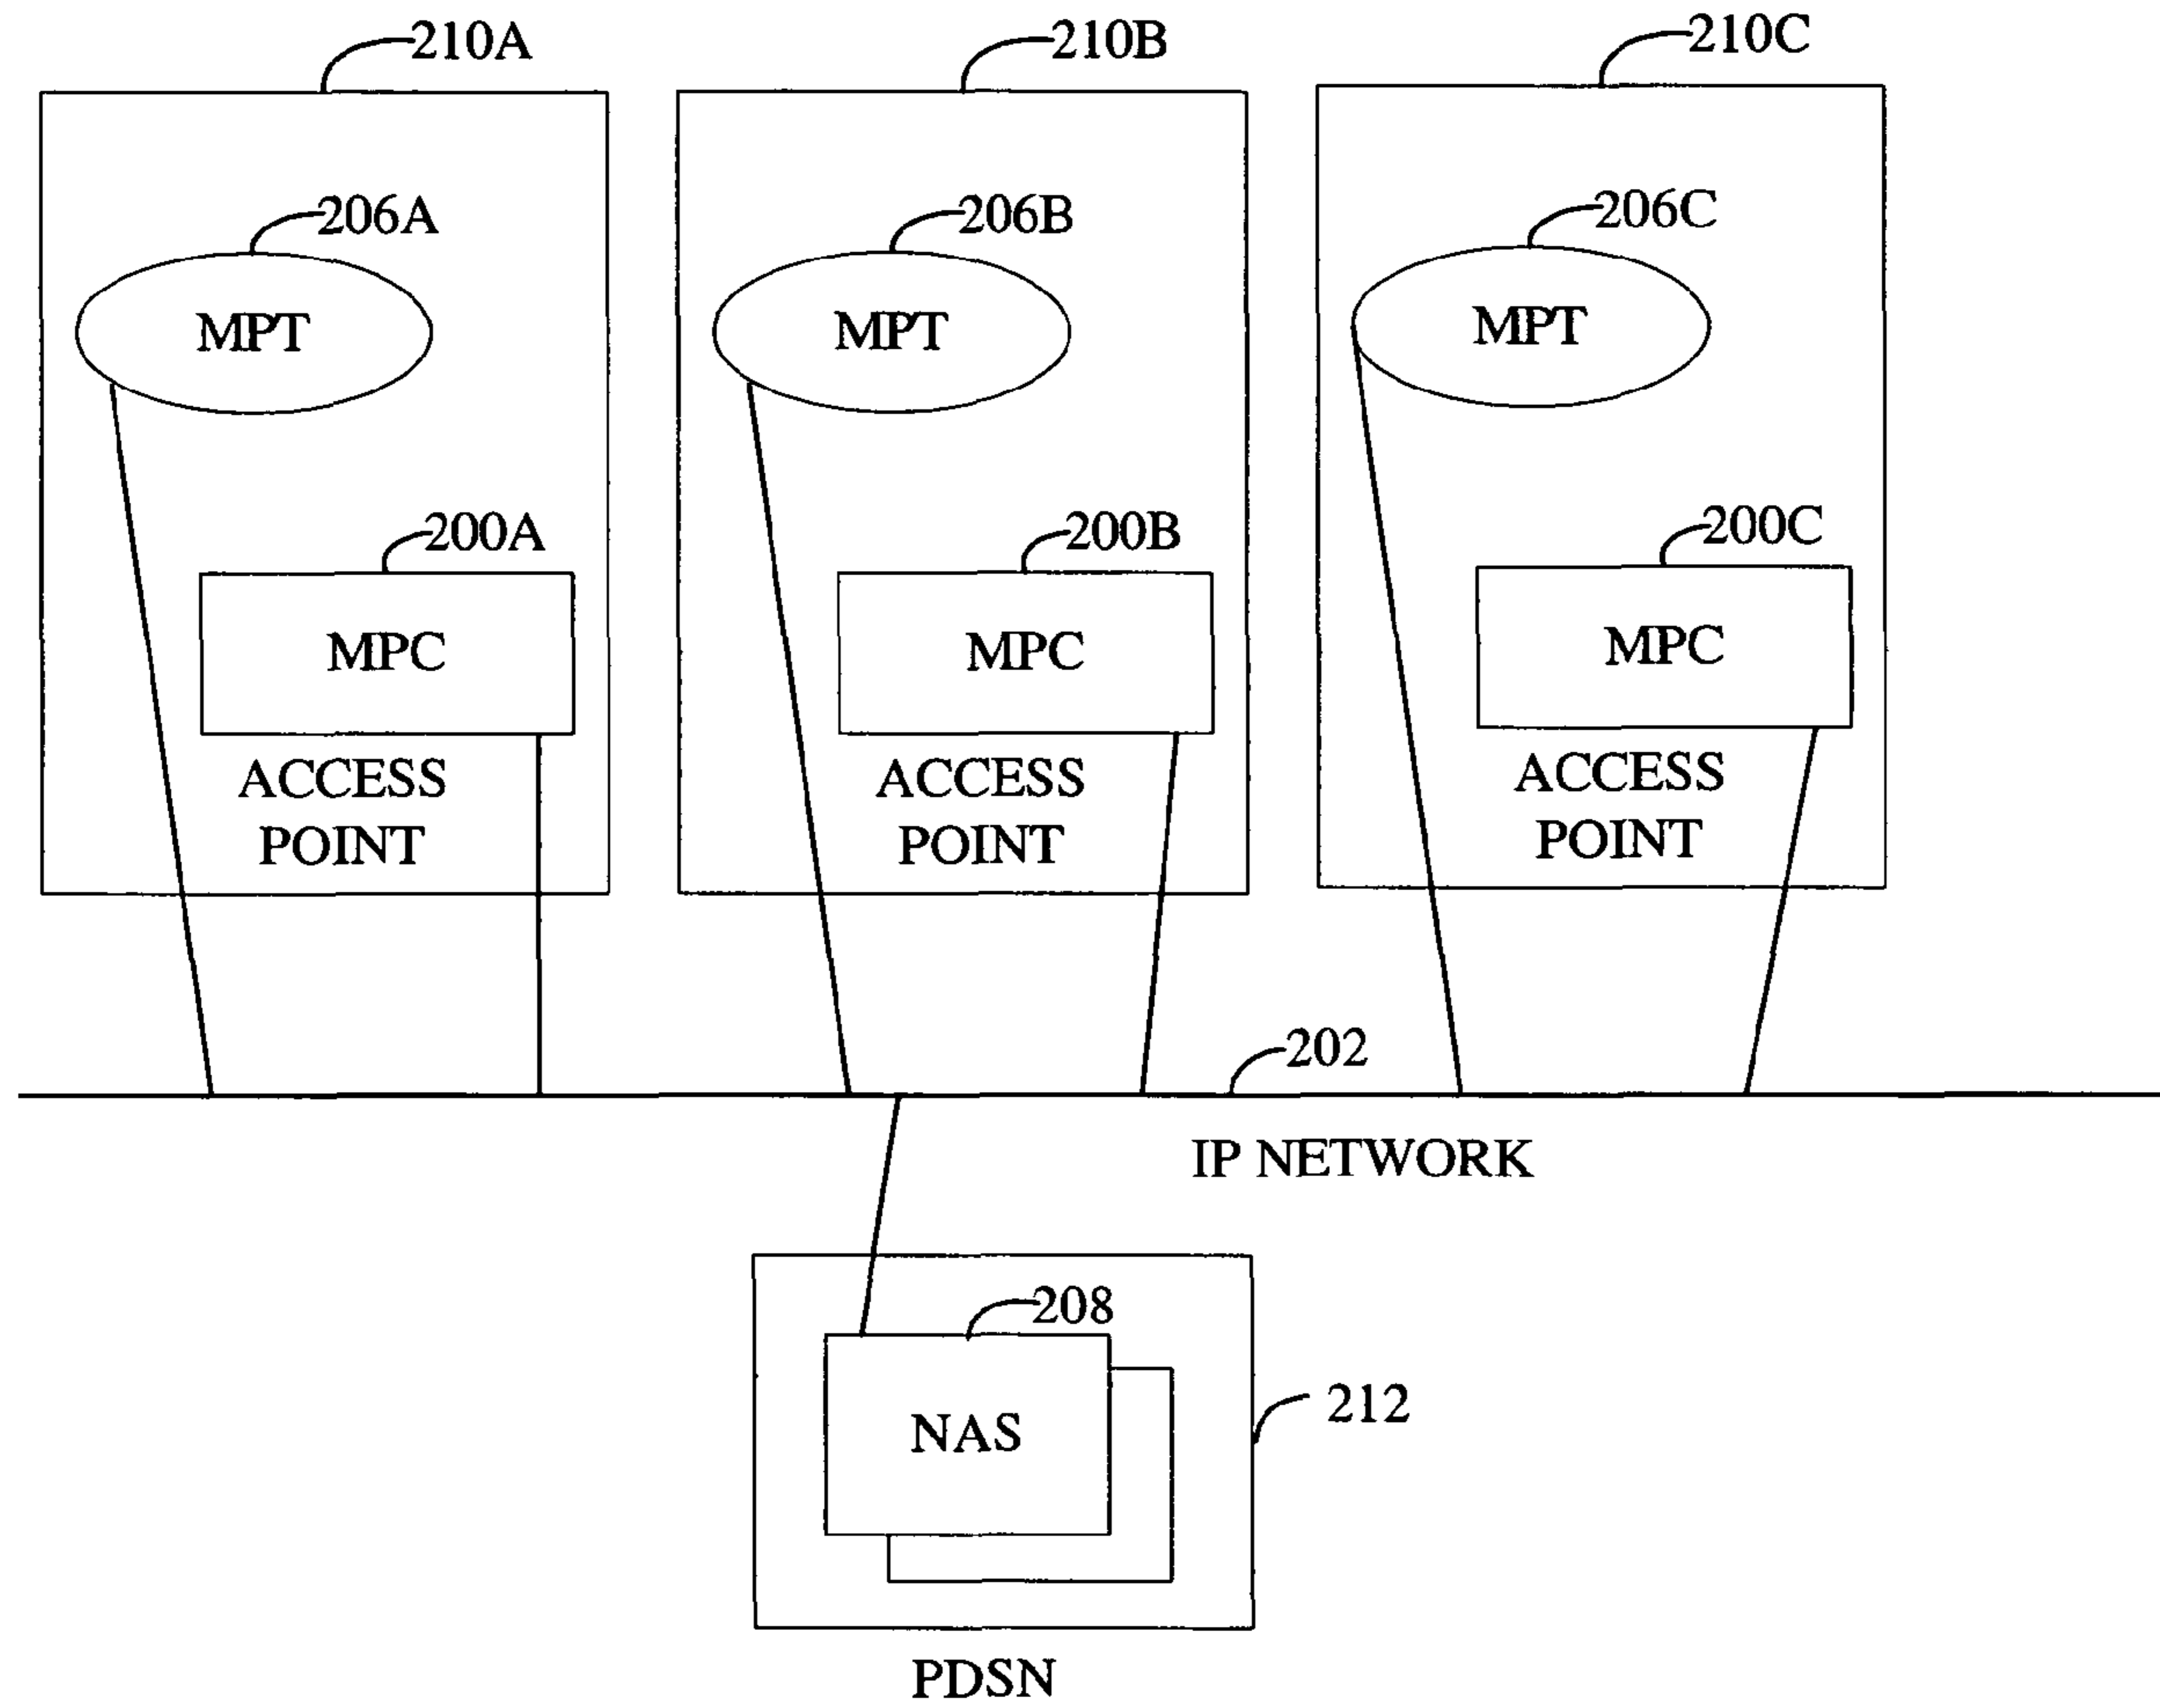 210A
210B
210C
206A
206B
206C
MPT
MPT
MPT
200A
200B
200C
MPC
MPC
MPC
ACCESS
POINT
ACCESS
POINT
ACCESS
POINT
202
IP NETWORK
208
NAS
212
PDSN